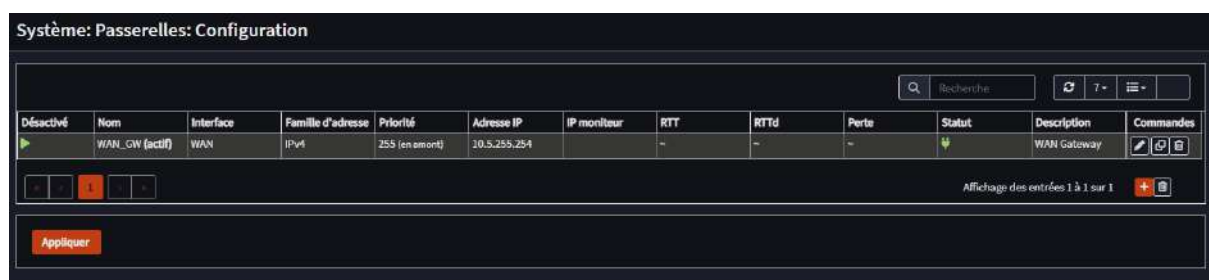 Système: Passerelles: Configuration
Recherche 7
Désactivé Nom Interface Famille d'adresse Priorité Adresse IP IP moniteur RTT RTTd Perte Statut Description Commandes
WAN_GW (actif) WAN IPv4 255 (en amont) 10.5.255.254 ~ ~ ~ WAN Gateway
« ‹ 1 › » Affichage des entrées 1 à 1 sur 1
Appliquer